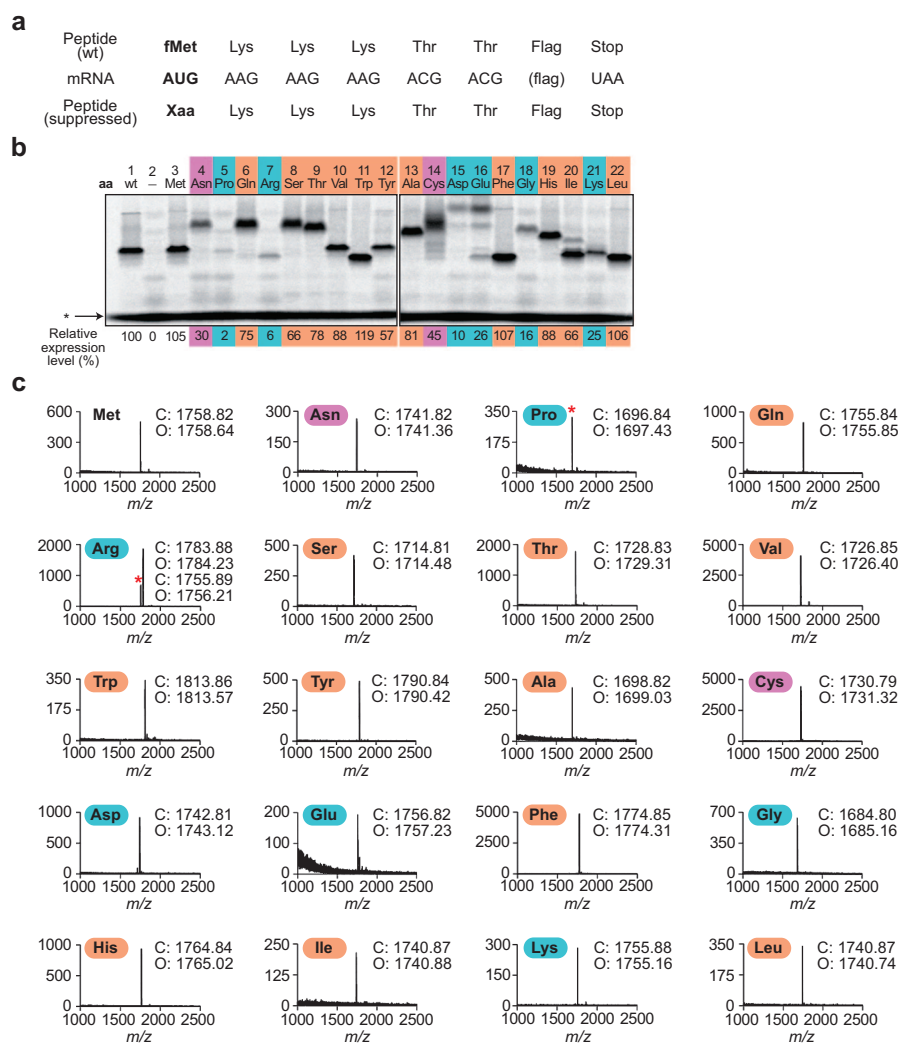 a
Peptide (wt) fMet Lys Lys Lys Thr Thr Flag Stop
mRNA AUG AAG AAG AAG ACG ACG (flag) UAA
Peptide (suppressed) Xaa Lys Lys Lys Thr Thr Flag Stop
b
1 2 3 4 5 6 7 8 9 10 11 12 13 14 15 16 17 18 19 20 21 22
aa wt – Met Asn Pro Gln Arg Ser Thr Val Trp Tyr Ala Cys Asp Glu Phe Gly His Ile Lys Leu
*
Relative expression level (%) 100 0 105 30 2 75 6 66 78 88 119 57 81 45 10 26 107 16 88 66 25 106
c
Met
C: 1758.82
O: 1758.64
600
300
0
1000 1500 2000 2500
m/z
Asn
C: 1741.82
O: 1741.36
300
150
0
1000 1500 2000 2500
m/z
Pro
*
C: 1696.84
O: 1697.43
350
175
0
1000 1500 2000 2500
m/z
Gln
C: 1755.84
O: 1755.85
1000
500
0
1000 1500 2000 2500
m/z
Arg
*
C: 1783.88
O: 1784.23
C: 1755.89
O: 1756.21
2000
1000
0
1000 1500 2000 2500
m/z
Ser
C: 1714.81
O: 1714.48
500
250
0
1000 1500 2000 2500
m/z
Thr
C: 1728.83
O: 1729.31
2000
1000
0
1000 1500 2000 2500
m/z
Val
C: 1726.85
O: 1726.40
5000
2500
0
1000 1500 2000 2500
m/z
Trp
C: 1813.86
O: 1813.57
350
175
0
1000 1500 2000 2500
m/z
Tyr
C: 1790.84
O: 1790.42
500
250
0
1000 1500 2000 2500
m/z
Ala
C: 1698.82
O: 1699.03
500
250
0
1000 1500 2000 2500
m/z
Cys
C: 1730.79
O: 1731.32
5000
2500
0
1000 1500 2000 2500
m/z
Asp
C: 1742.81
O: 1743.12
1000
500
0
1000 1500 2000 2500
m/z
Glu
C: 1756.82
O: 1757.23
200
100
0
1000 1500 2000 2500
m/z
Phe
C: 1774.85
O: 1774.31
5000
2500
0
1000 1500 2000 2500
m/z
Gly
C: 1684.80
O: 1685.16
700
350
0
1000 1500 2000 2500
m/z
His
C: 1764.84
O: 1765.02
1000
500
0
1000 1500 2000 2500
m/z
Ile
C: 1740.87
O: 1740.88
250
125
0
1000 1500 2000 2500
m/z
Lys
C: 1755.88
O: 1755.16
300
150
0
1000 1500 2000 2500
m/z
Leu
C: 1740.87
O: 1740.74
350
175
0
1000 1500 2000 2500
m/z